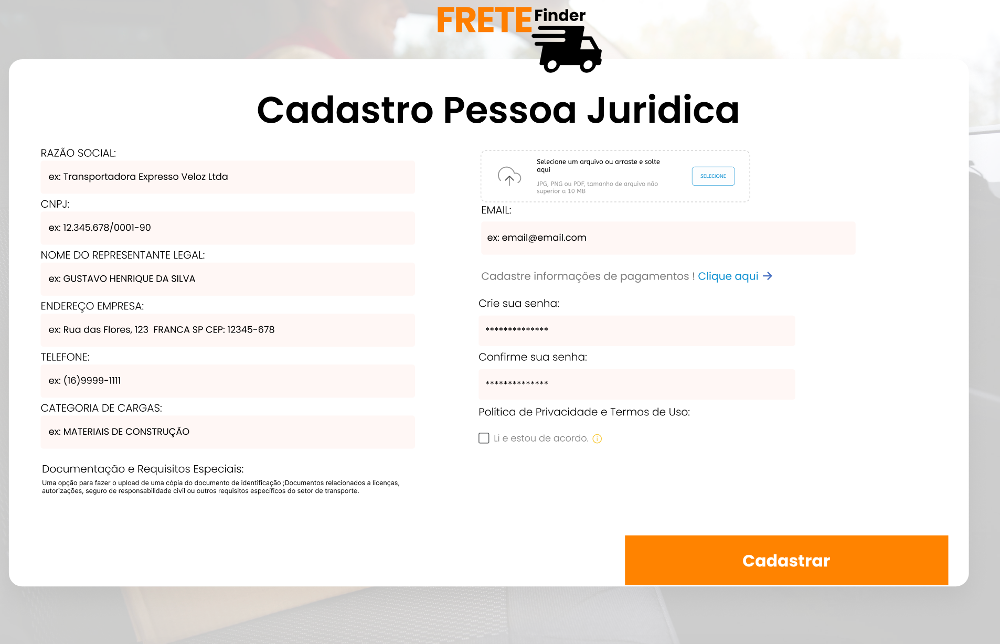 FRETE Finder
Cadastro Pessoa Juridica
RAZÃO SOCIAL:
ex: Transportadora Expresso Veloz Ltda
CNPJ:
ex: 12.345.678/0001-90
NOME DO REPRESENTANTE LEGAL:
ex: GUSTAVO HENRIQUE DA SILVA
ENDEREÇO EMPRESA:
ex: Rua das Flores, 123  FRANCA SP CEP: 12345-678
TELEFONE:
ex: (16)9999-1111
CATEGORIA DE CARGAS:
ex: MATERIAIS DE CONSTRUÇÃO
Documentação e Requisitos Especiais:
Uma opção para fazer o upload de uma cópia do documento de identificação ;Documentos relacionados a licenças,
autorizações, seguro de responsabilidade civil ou outros requisitos específicos do setor de transporte.
Selecione um arquivo ou arraste e solte
aqui
JPG, PNG ou PDF, tamanho de arquivo não
superior a 10 MB
SELECIONE
EMAIL:
ex: email@email.com
Cadastre informações de pagamentos ! Clique aqui →
Crie sua senha:
**************
Confirme sua senha:
**************
Política de Privacidade e Termos de Uso:
Li e estou de acordo.
Cadastrar